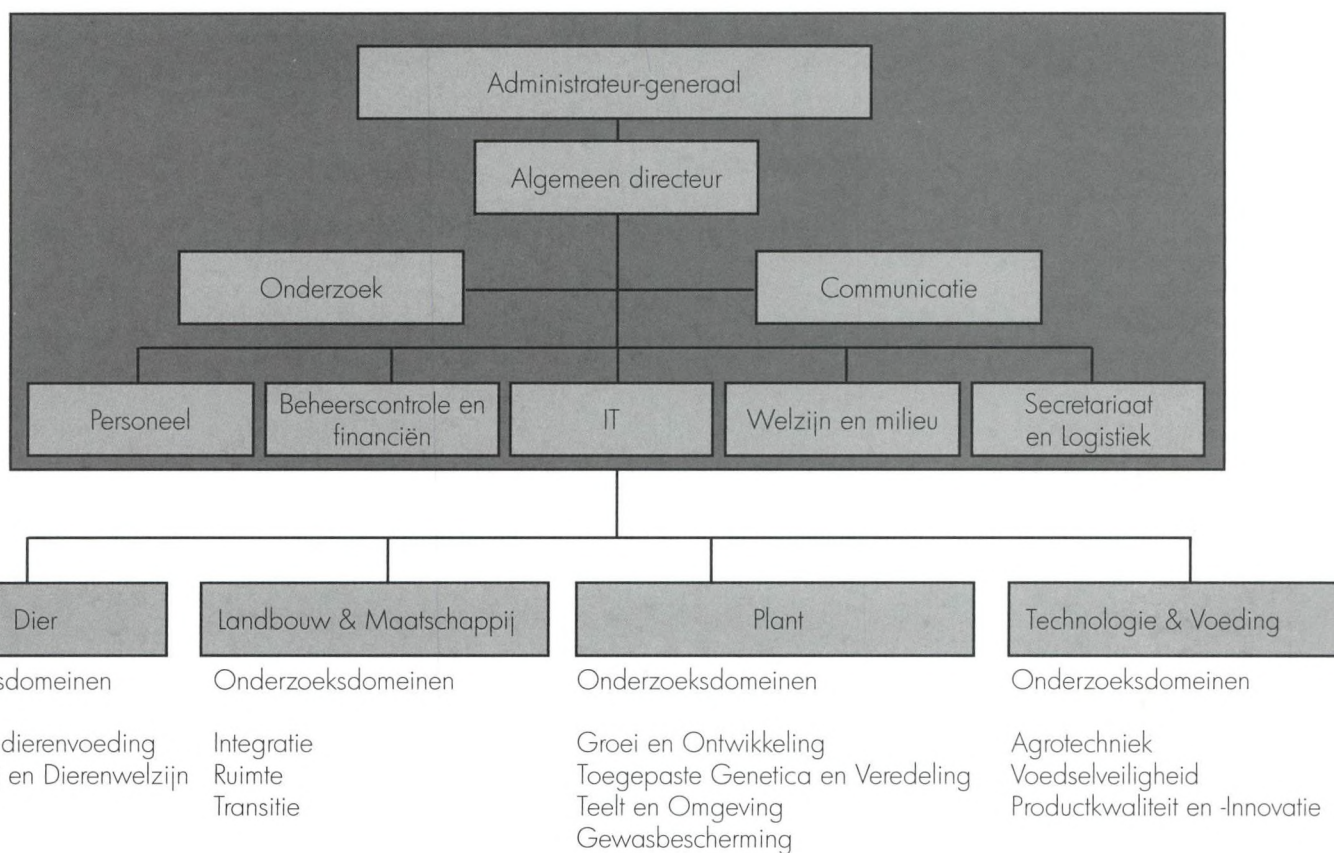 Administrateur-generaal
Algemeen directeur
Onderzoek
Communicatie
Personeel
Beheerscontrole en
financiën
IT
Welzijn en milieu
Secretariaat
en Logistiek
Dier
sdomeinen
dierenvoeding
en Dierenwelzijn
Landbouw & Maatschappij
Onderzoeksdomeinen
Integratie
Ruimte
Transitie
Plant
Onderzoeksdomeinen
Groei en Ontwikkeling
Toegepaste Genetica en Veredeling
Teelt en Omgeving
Gewasbescherming
Technologie & Voeding
Onderzoeksdomeinen
Agrotechniek
Voedselveiligheid
Productkwaliteit en -Innovatie